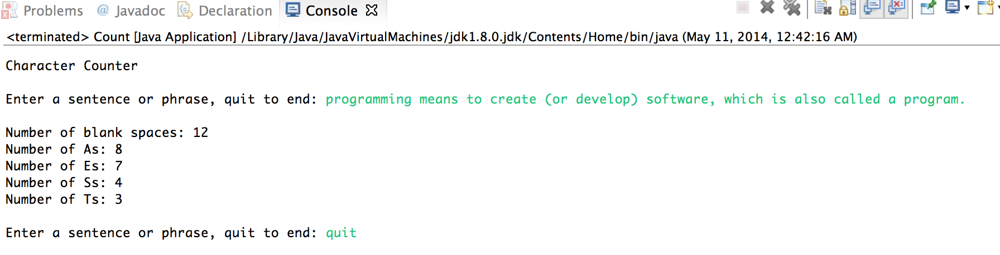 Problems @ Javadoc Declaration Console
<terminated> Count [Java Application] /Library/Java/JavaVirtualMachines/jdk1.8.0.jdk/Contents/Home/bin/java (May 11, 2014, 12:42:16 AM)
Character Counter
Enter a sentence or phrase, quit to end: programming means to create (or develop) software, which is also called a program.
Number of blank spaces: 12
Number of As: 8
Number of Es: 7
Number of Ss: 4
Number of Ts: 3
Enter a sentence or phrase, quit to end: quit